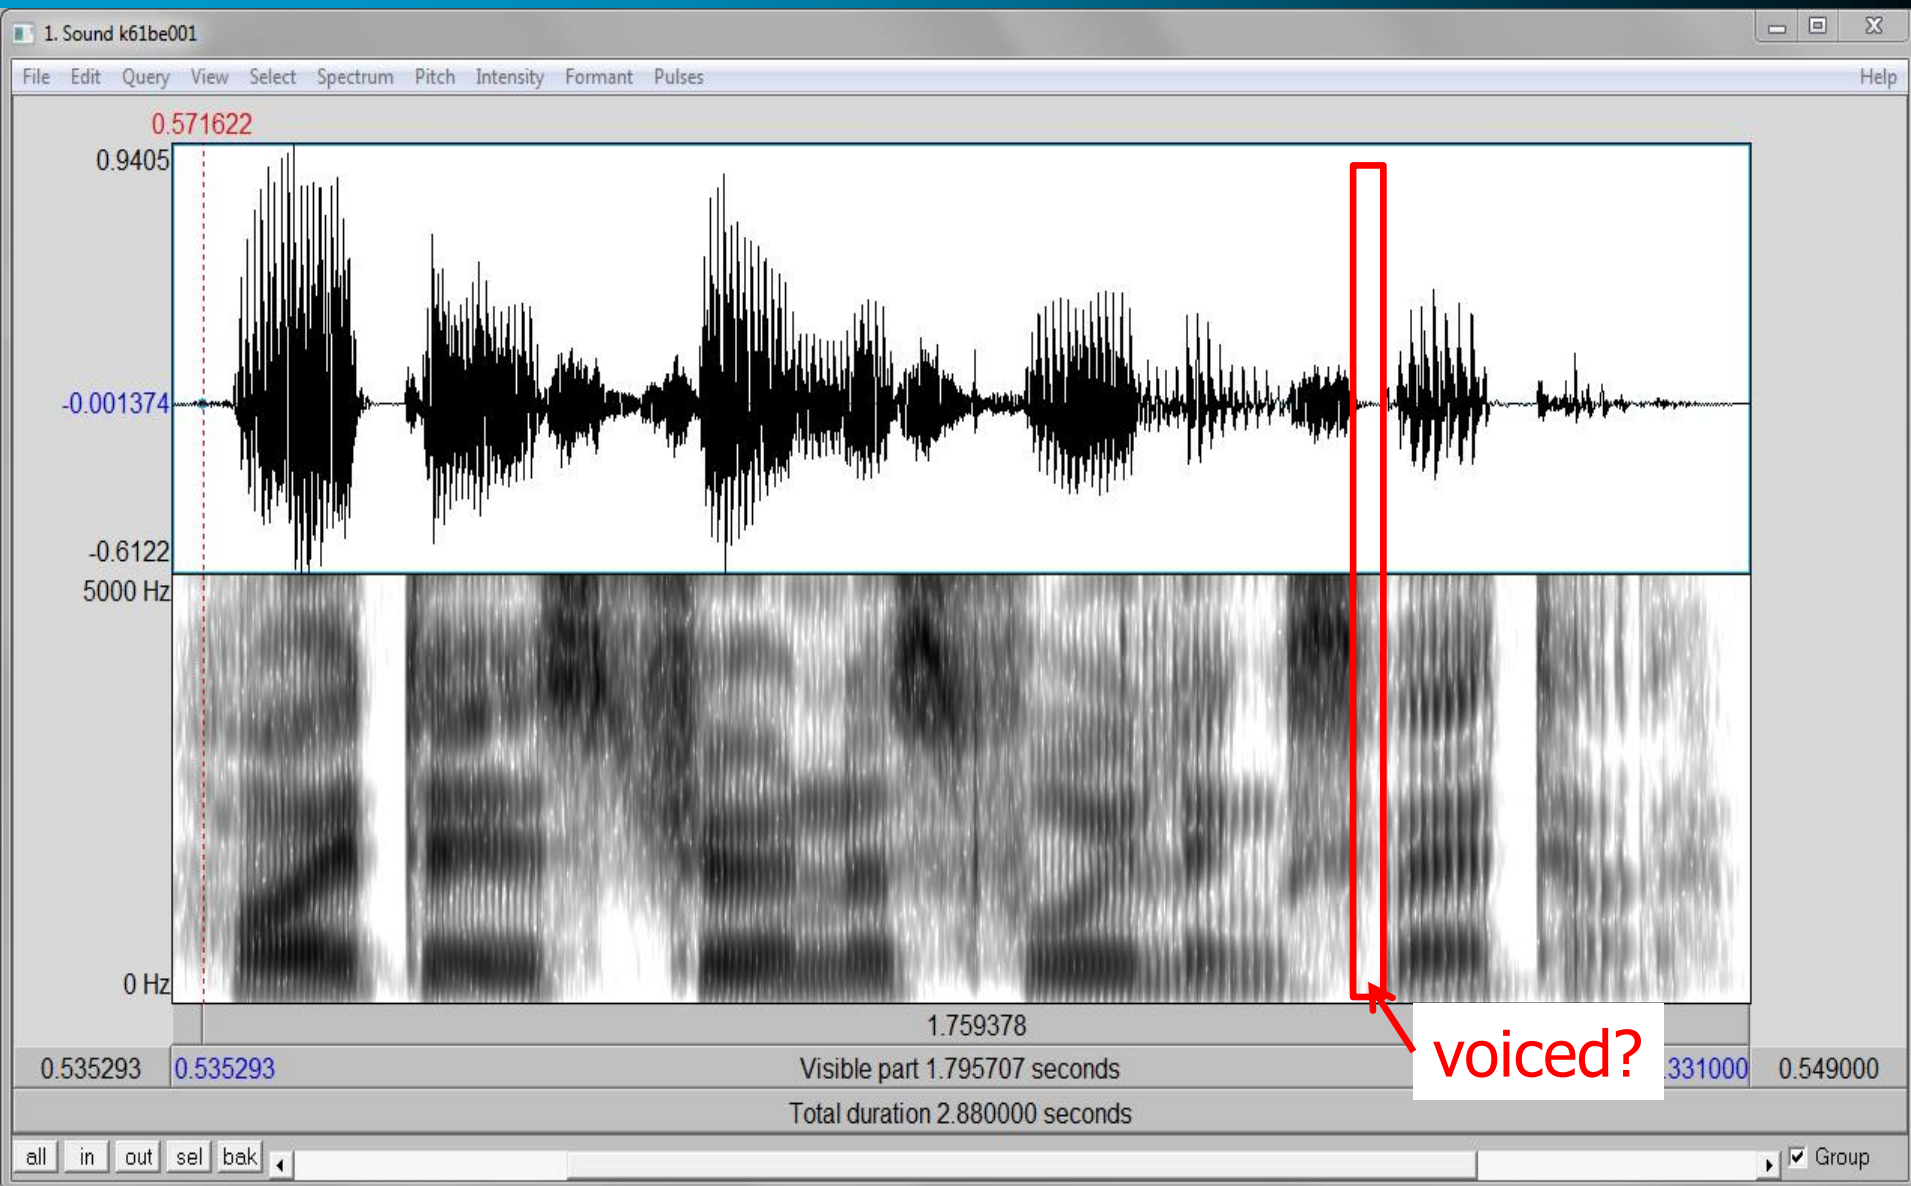 1. Sound k61be001
File Edit Query View Select Spectrum Pitch Intensity Formant Pulses Help
0.571622
0.9405
-0.001374
-0.6122
5000 Hz
0 Hz
voiced?
1.759378
0.535293 0.535293 Visible part 1.795707 seconds .331000 0.549000
Total duration 2.880000 seconds
all in out sel bak Group